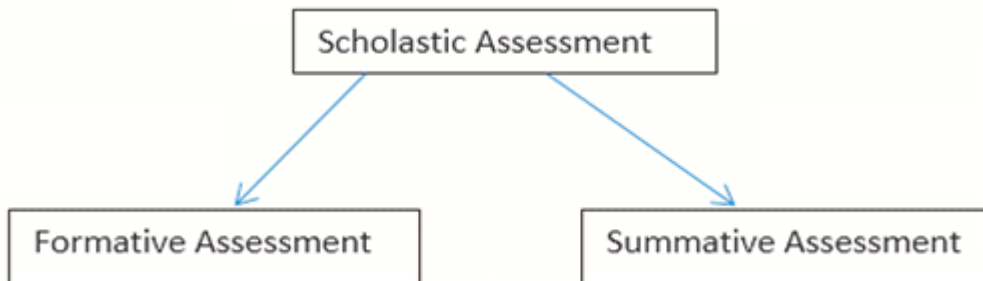 Scholastic Assessment
Formative Assessment
Summative Assessment